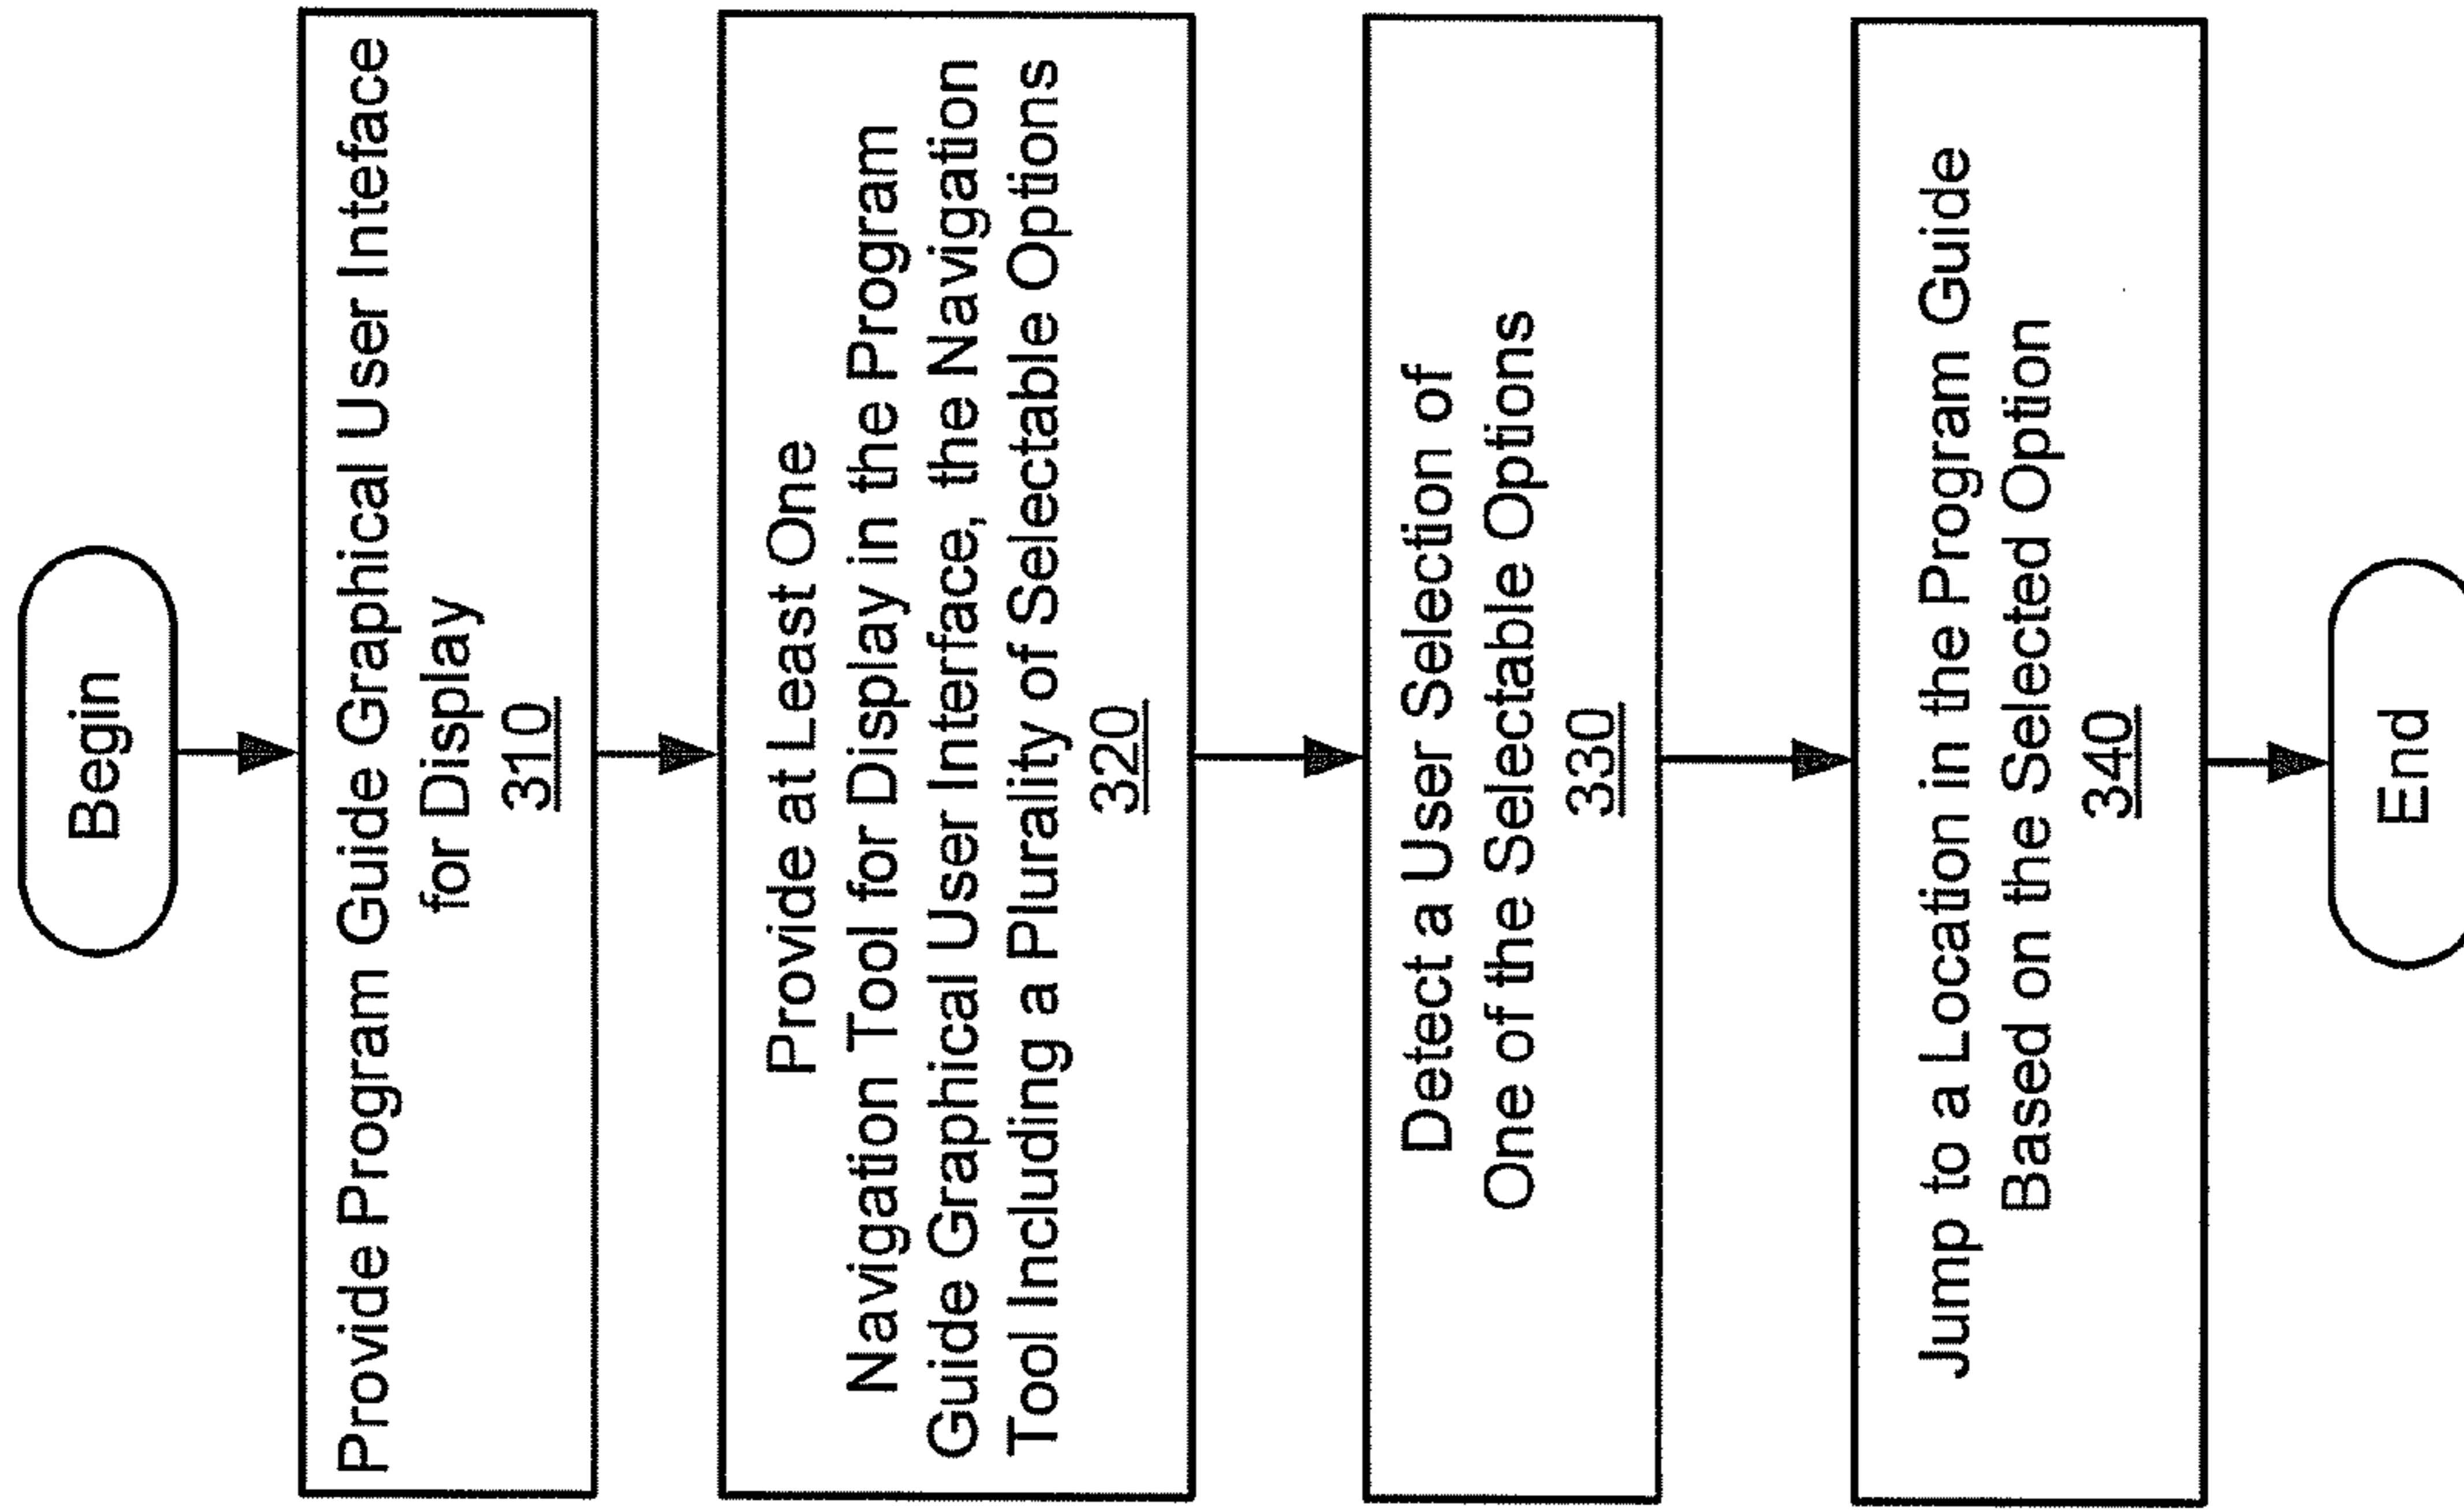 Begin
Provide Program Guide Graphical User Inteface
for Display
310
Provide at Least One
Navigation Tool for Display in the Program
Guide Graphical User Interface, the Navigation
Tool Including a Plurality of Selectable Options
320
Detect a User Selection of
One of the Selectable Options
330
Jump to a Location in the Program Guide
Based on the Selected Option
340
End